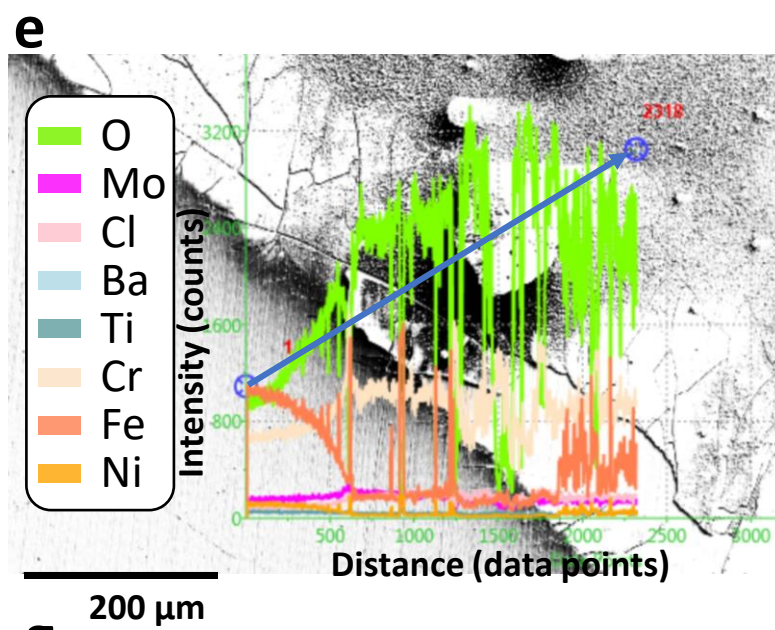 e
2318
3200
O
Mo
Cl
2400
Ba
Ti
1600
1
Cr
Fe
800
Ni
0
Intensity (counts)
500 1000 1500 2000 2500 3000
Distance (data points)
200 µm